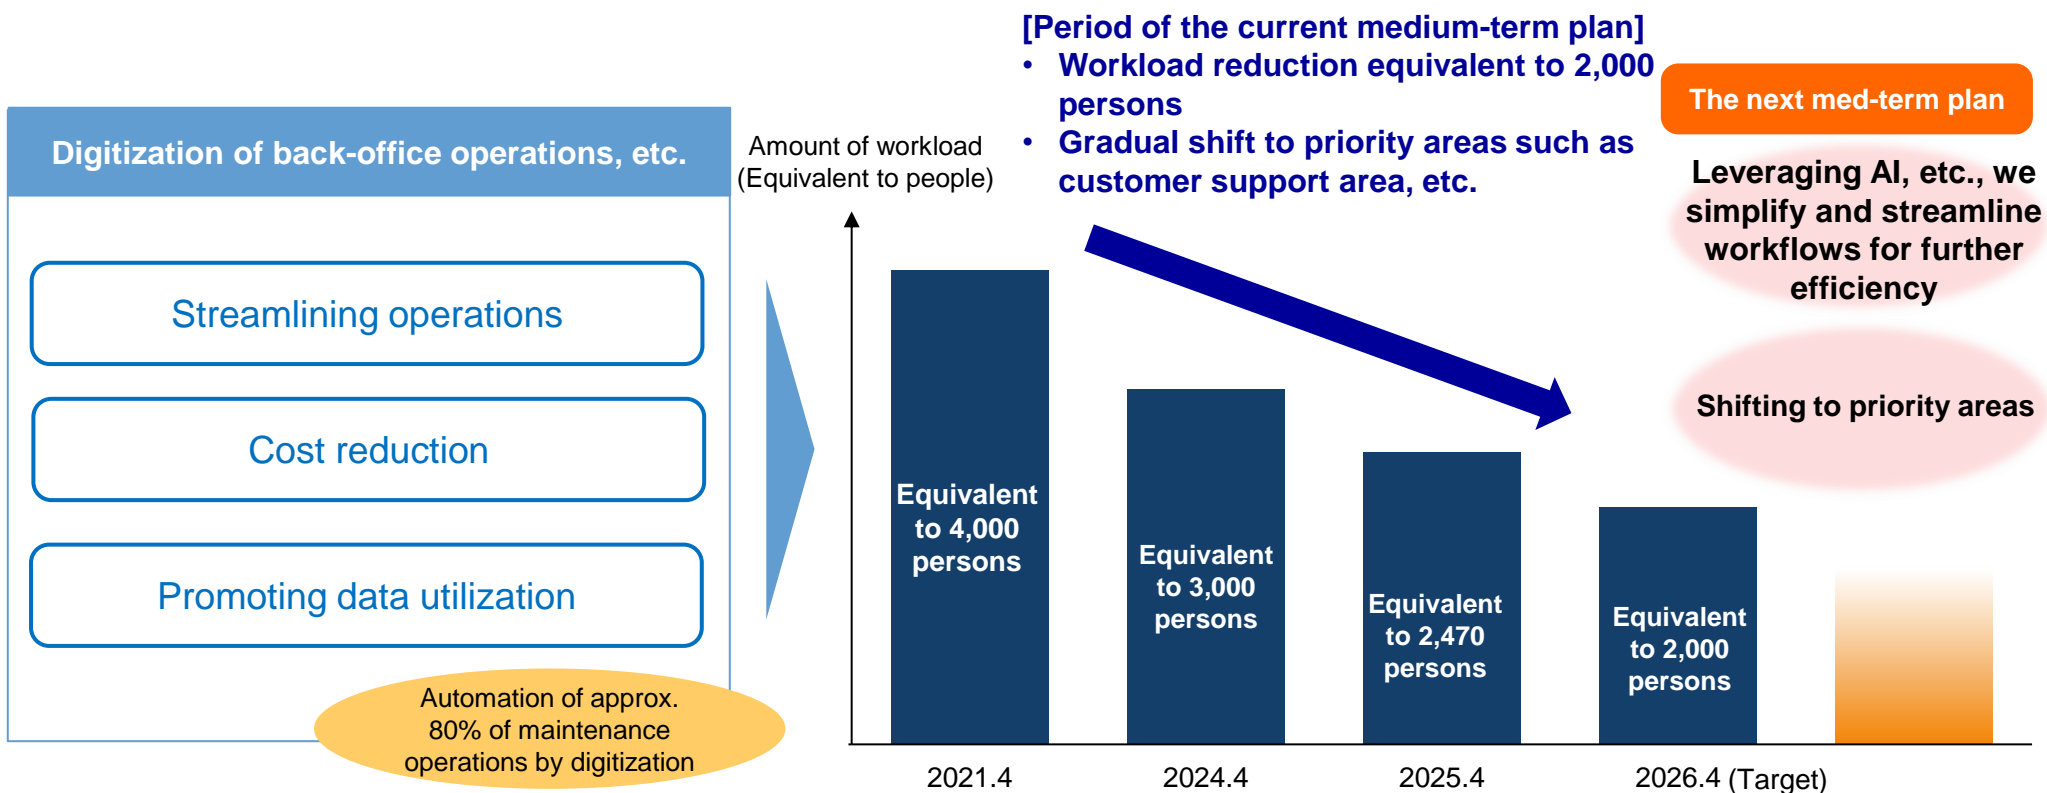 [Period of the current medium-term plan]
• Workload reduction equivalent to 2,000
persons
• Gradual shift to priority areas such as
customer support area, etc.
The next med-term plan
Digitization of back-office operations, etc.
Streamlining operations
Cost reduction
Promoting data utilization
Automation of approx.
80% of maintenance
operations by digitization
Amount of workload
(Equivalent to people)
Leveraging AI, etc., we
simplify and streamline
workflows for further
efficiency
Shifting to priority areas
Equivalent
to 4,000
persons
Equivalent
to 3,000
persons
Equivalent
to 2,470
persons
Equivalent
to 2,000
persons
2021.4
2024.4
2025.4
2026.4 (Target)